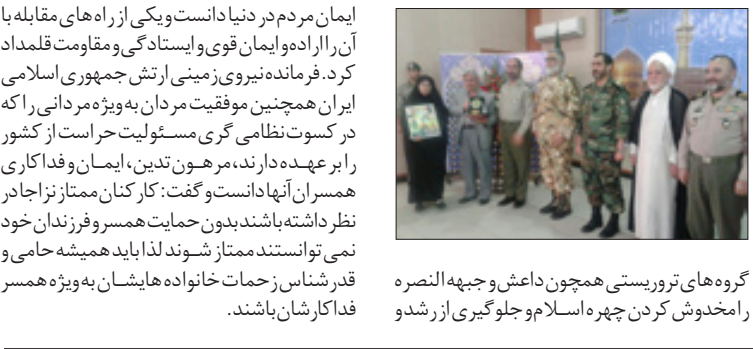 گروه‌های تروریستی همچون داعش و جبهه النصره
را مخدوش کردن چهره اسلام و جلوگیری از رشد و
ایمان مردم در دنیا دانست و یکی از راه های مقابله با
آن را اراده و ایمان قوی و ایستادگی و مقاومت قلمداد
کرد. فرمانده نیروی زمینی ارتش جمهوری اسلامی
ایران همچنین موفقیت مردان به‌ویژه مردانی را که
در کسوت نظامی گری مسئولیت حراست از کشور
را بر عهده دارند، مرهون تدین، ایمان و فداکاری
همسران آنها دانست و گفت: کارکنان ممتاز نزاجا در
نظر داشته باشند بدون حمایت همسر و فرزندان خود
نمی توانستند ممتاز شوند لذا باید همیشه حامی و
قدرشناس زحمات خانواده هایشان به‌ویژه همسر
فداکارشان باشند.